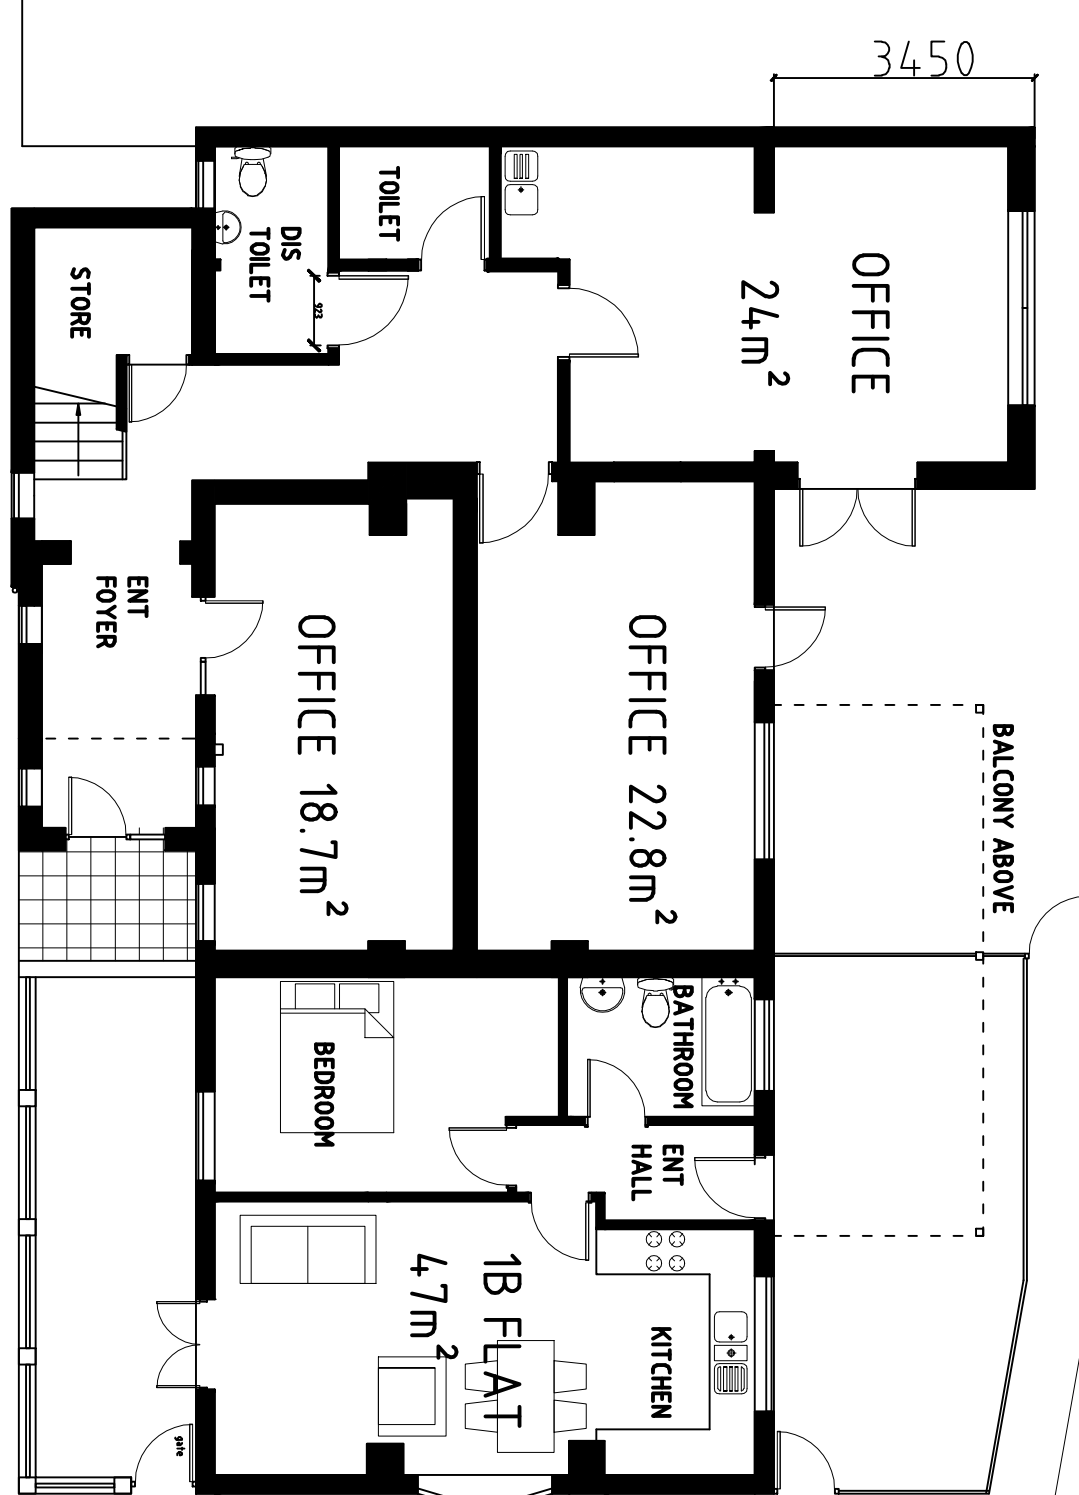 3450
TOILET
DIS
TOILET
923
STORE
OFFICE
24m²
ENT
FOYER
OFFICE 18.7m²
OFFICE 22.8m²
BALCONY ABOVE
BATHROOM
BEDROOM
ENT
HALL
1B FLAT
47m²
KITCHEN
gate